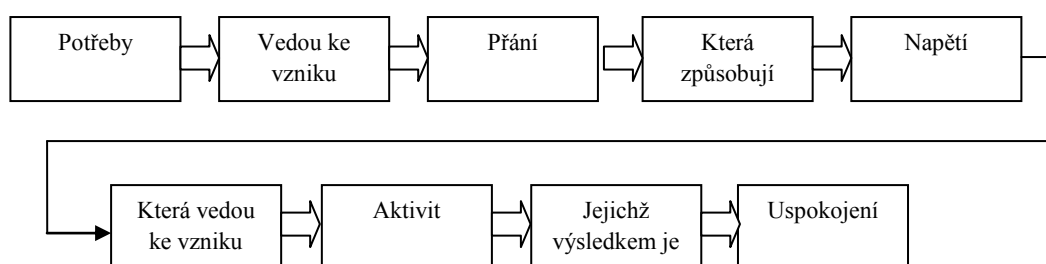 Potřeby
Vedou ke
vzniku
Přání
Která
způsobují
Napětí
Která vedou
ke vzniku
Aktivit
Jejichž
výsledkem je
Uspokojení